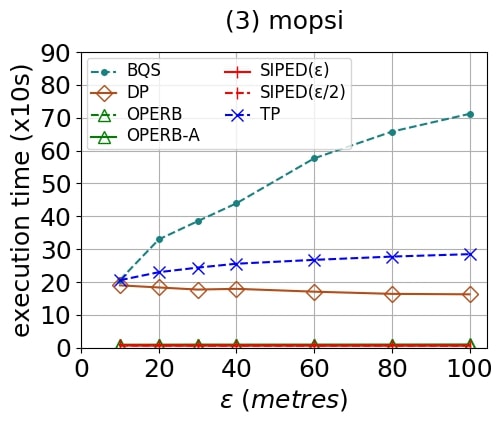 (3) mopsi
execution time (x10s)
90
80
70
60
50
40
30
20
10
0
BQS
DP
OPERB
OPERB-A
SIPED(ε)
SIPED(ε/2)
TP
0 20 40 60 80 100
ε (metres)